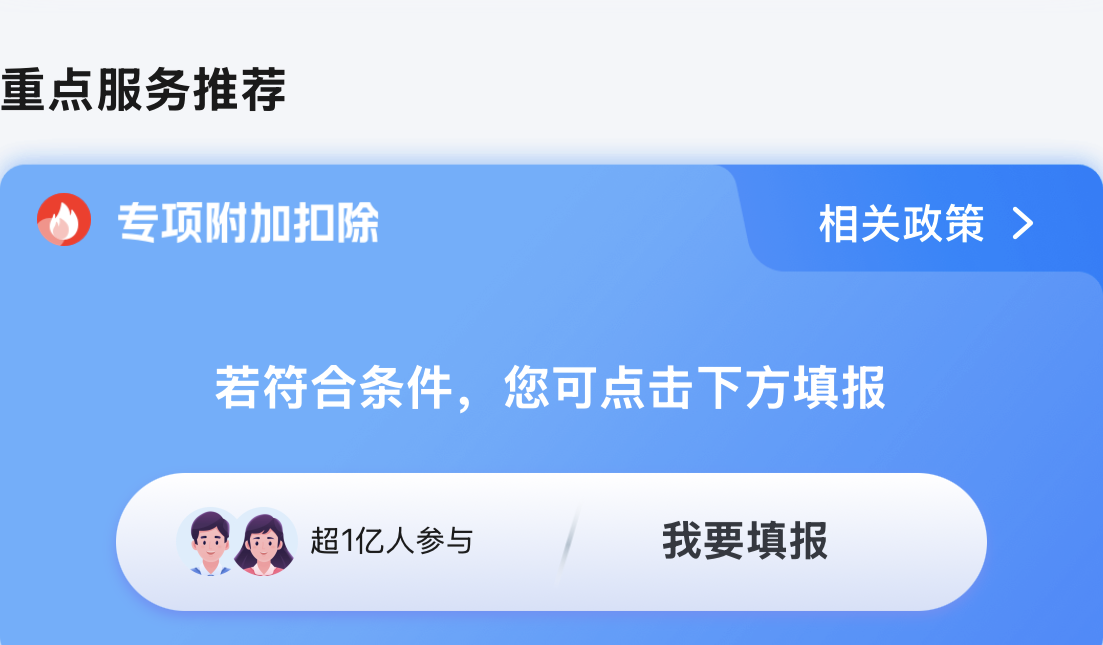 重点服务推荐
专项附加扣除
相关政策
若符合条件，您可点击下方填报
超1亿人参与
我要填报